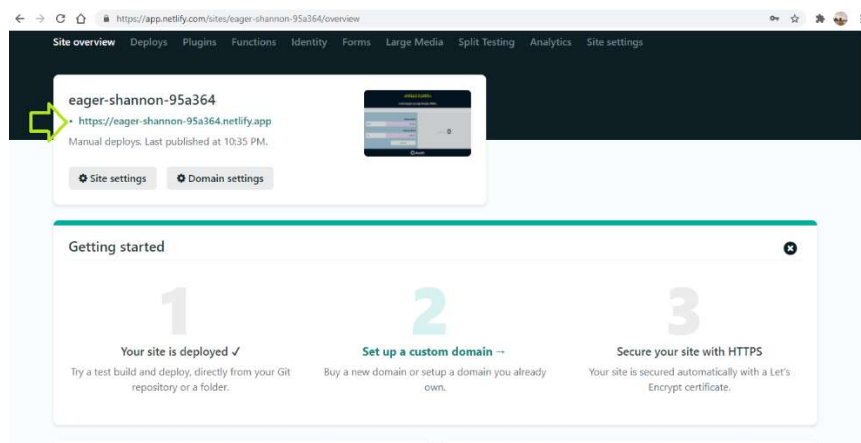 https://app.netlify.com/sites/eager-shannon-95a364/overview
Site overview Deploys Plugins Functions Identity Forms Large Media Split Testing Analytics Site settings
eager-shannon-95a364
https://eager-shannon-95a364.netlify.app
Manual deploys. Last published at 10:35 PM.
Site settings Domain settings
Getting started
1 2 3
Your site is deployed ✓ Set up a custom domain → Secure your site with HTTPS
Try a test build and deploy, directly from your Git Buy a new domain or setup a domain you already Your site is secured automatically with a Let's
repository or a folder. own. Encrypt certificate.